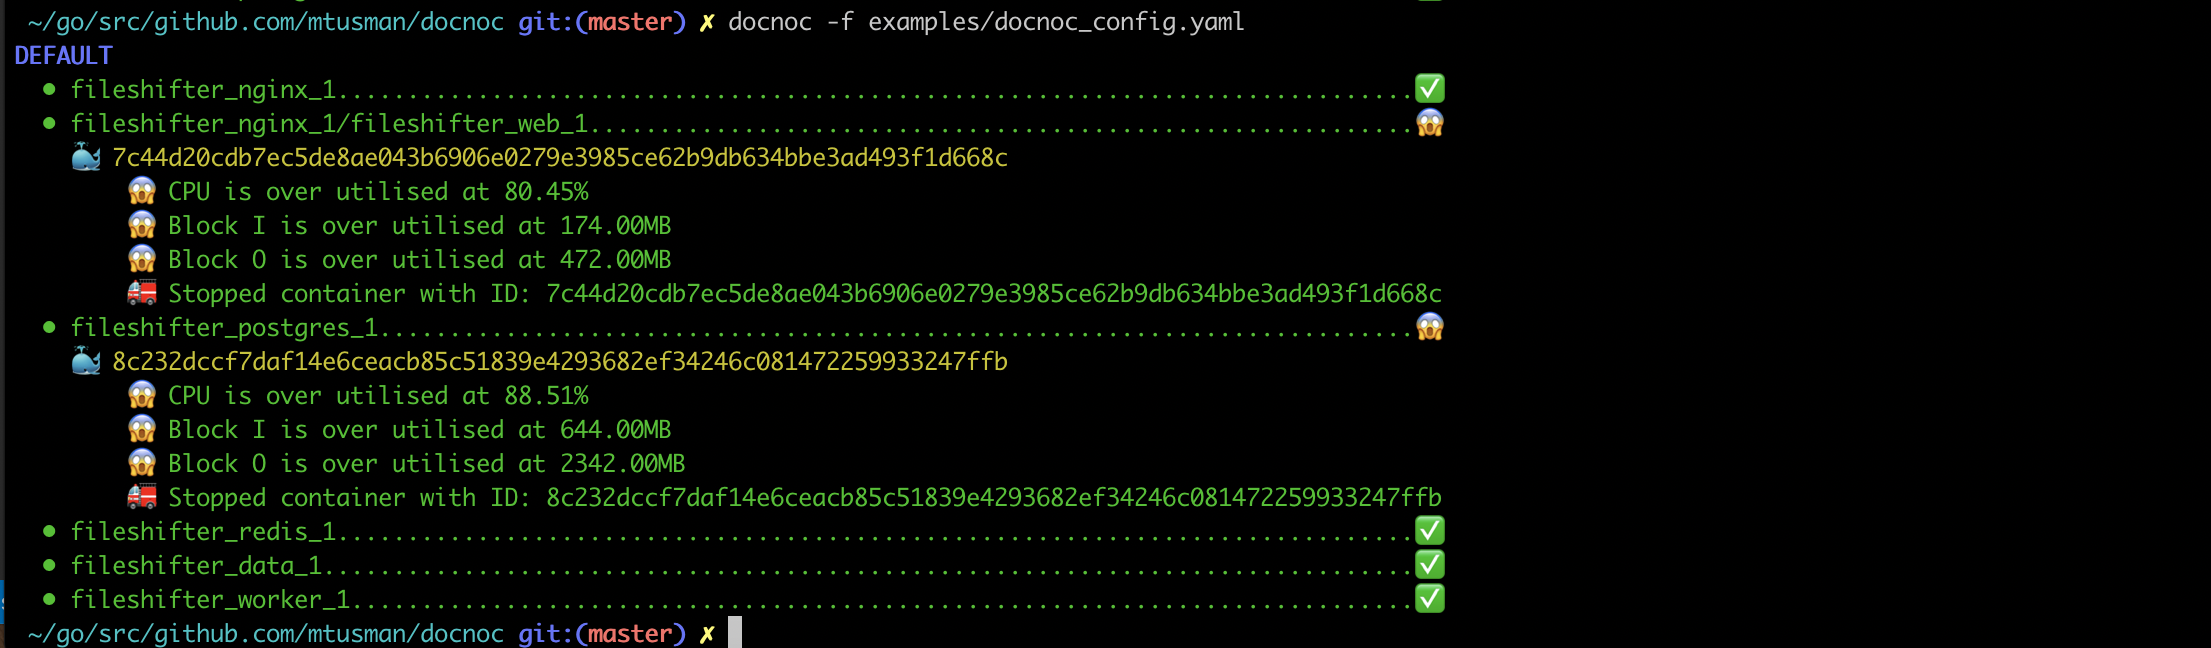 ~/go/src/github.com/mtusman/docnoc git:(master) ✗ docnoc -f examples/docnoc_config.yaml
DEFAULT
• fileshifter_nginx_1.............................................................................✅
• fileshifter_nginx_1/fileshifter_web_1...........................................................😱
🐳 7c44d20cdb7ec5de8ae043b6906e0279e3985ce62b9db634bbe3ad493f1d668c
😱 CPU is over utilised at 80.45%
😱 Block I is over utilised at 174.00MB
😱 Block O is over utilised at 472.00MB
🚒 Stopped container with ID: 7c44d20cdb7ec5de8ae043b6906e0279e3985ce62b9db634bbe3ad493f1d668c
• fileshifter_postgres_1..........................................................................😱
🐳 8c232dccf7daf14e6ceacb85c51839e4293682ef34246c081472259933247ffb
😱 CPU is over utilised at 88.51%
😱 Block I is over utilised at 644.00MB
😱 Block O is over utilised at 2342.00MB
🚒 Stopped container with ID: 8c232dccf7daf14e6ceacb85c51839e4293682ef34246c081472259933247ffb
• fileshifter_redis_1.............................................................................✅
• fileshifter_data_1..............................................................................✅
• fileshifter_worker_1............................................................................✅
~/go/src/github.com/mtusman/docnoc git:(master) ✗